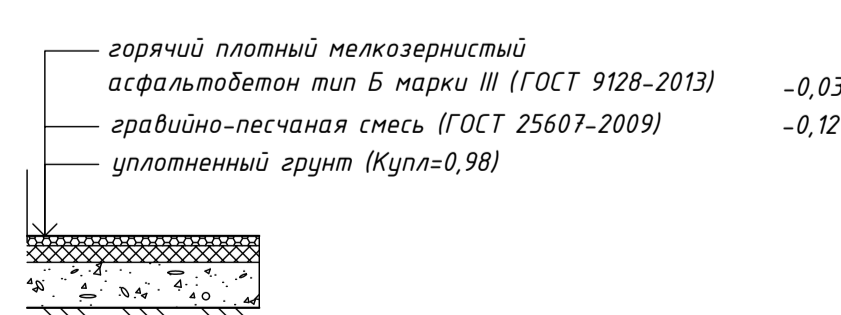 горячий плотный мелкозернистый
асфальтобетон тип Б марки III (ГОСТ 9128-2013) -0,03
гравийно-песчаная смесь (ГОСТ 25607-2009) -0,12
уплотненный грунт (Купл=0,98)